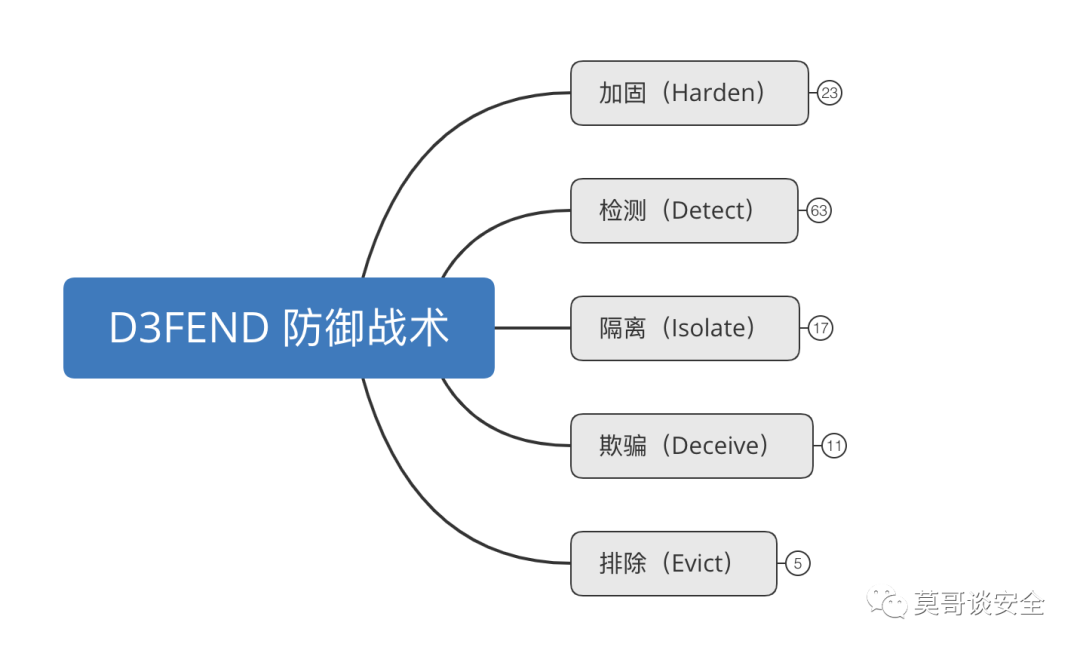 加固（Harden）
23
检测（Detect）
63
D3FEND 防御战术
隔离（Isolate）
17
欺骗（Deceive）
11
排除（Evict）
5
莫哥谈安全